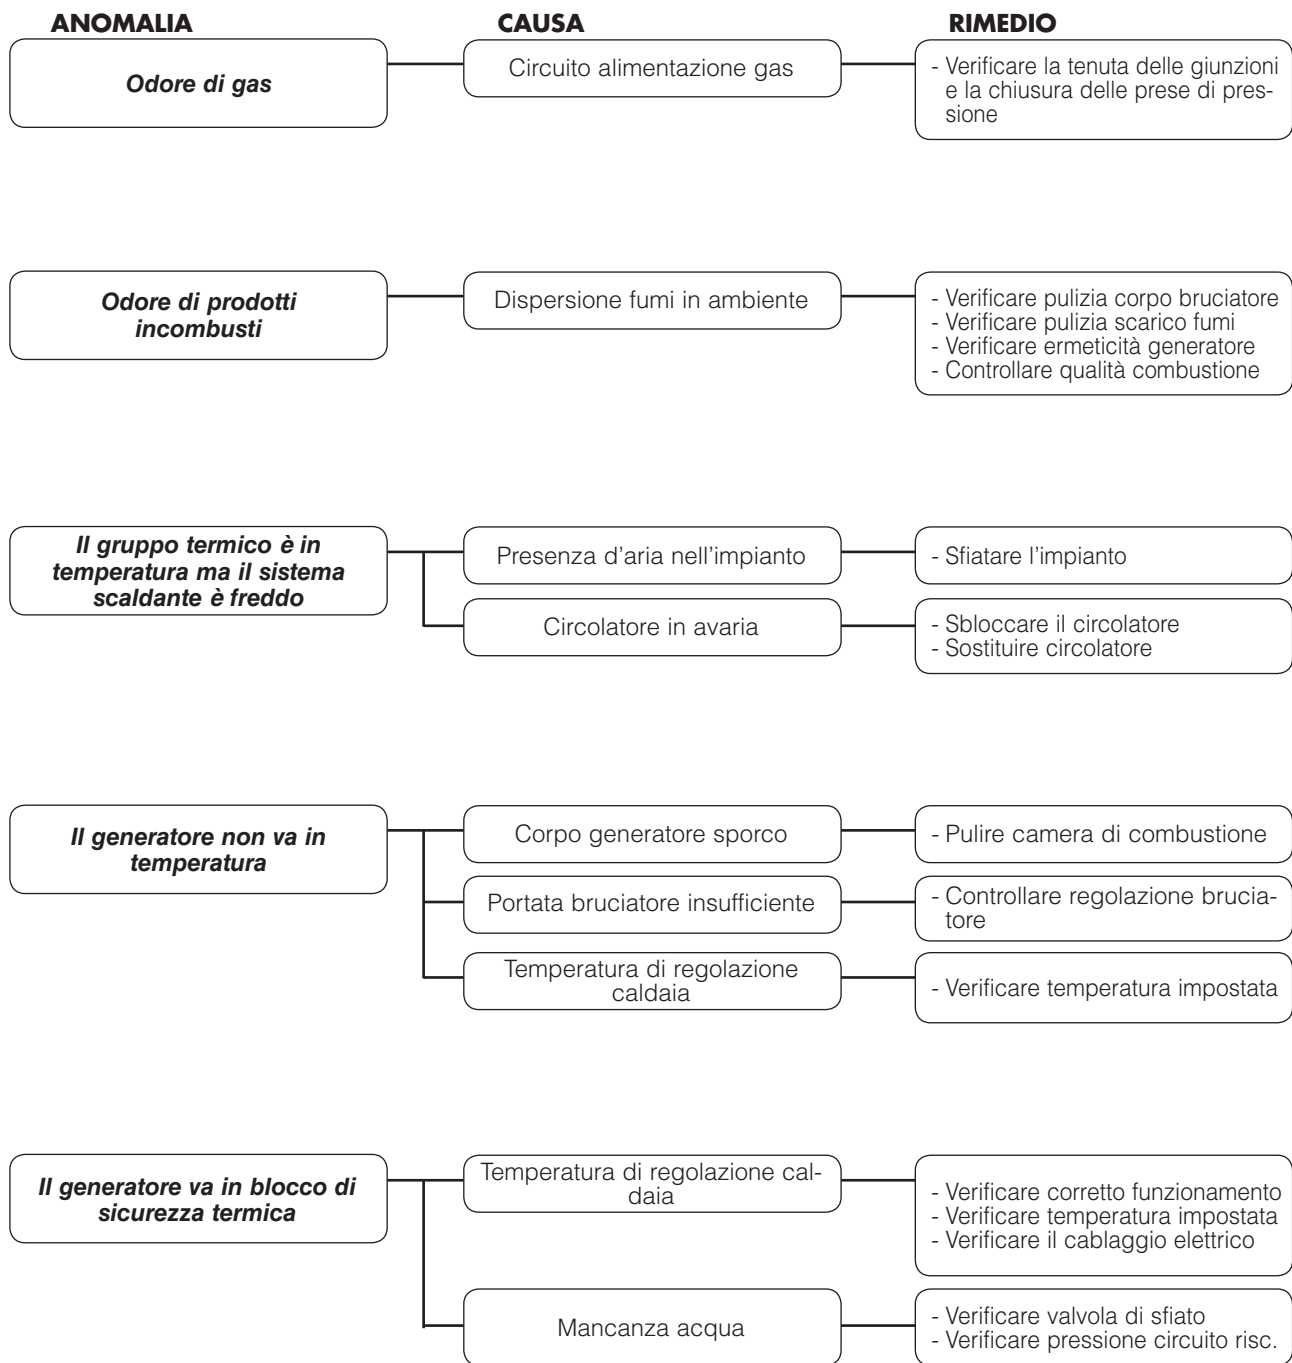 ANOMALIA
CAUSA
RIMEDIO
Odore di gas
Circuito alimentazione gas
- Verificare la tenuta delle giunzioni
e la chiusura delle prese di pres-
sione
Odore di prodotti
incombusti
Dispersione fumi in ambiente
- Verificare pulizia corpo bruciatore
- Verificare pulizia scarico fumi
- Verificare ermeticità generatore
- Controllare qualità combustione
Il gruppo termico è in
temperatura ma il sistema
scaldante è freddo
Presenza d'aria nell'impianto
- Sfiatare l'impianto
Circolatore in avaria
- Sbloccare il circolatore
- Sostituire circolatore
Il generatore non va in
temperatura
Corpo generatore sporco
- Pulire camera di combustione
Portata bruciatore insufficiente
- Controllare regolazione brucia-
tore
Temperatura di regolazione
caldaia
- Verificare temperatura impostata
Il generatore va in blocco di
sicurezza termica
Temperatura di regolazione cal-
daia
- Verificare corretto funzionamento
- Verificare temperatura impostata
- Verificare il cablaggio elettrico
Mancanza acqua
- Verificare valvola di sfiato
- Verificare pressione circuito risc.